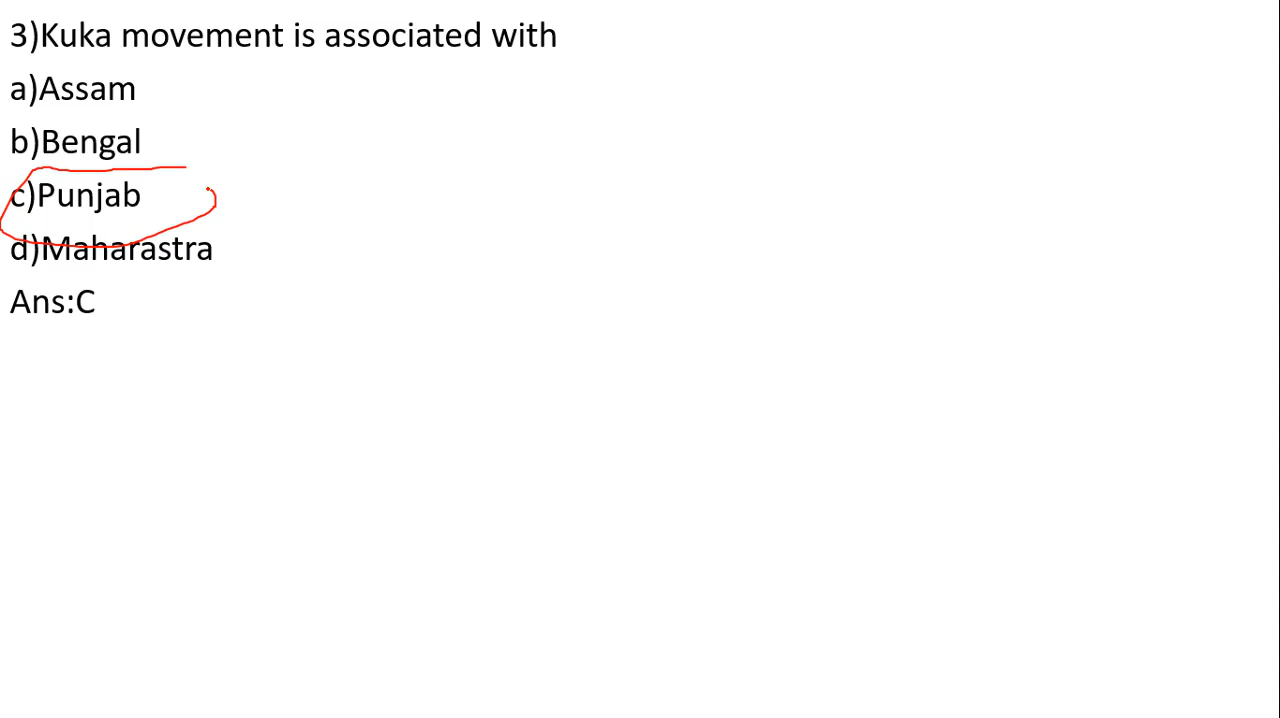 3)Kuka movement is associated with
a)Assam
b)Bengal
c)Punjab
d)Maharastra
Ans:C